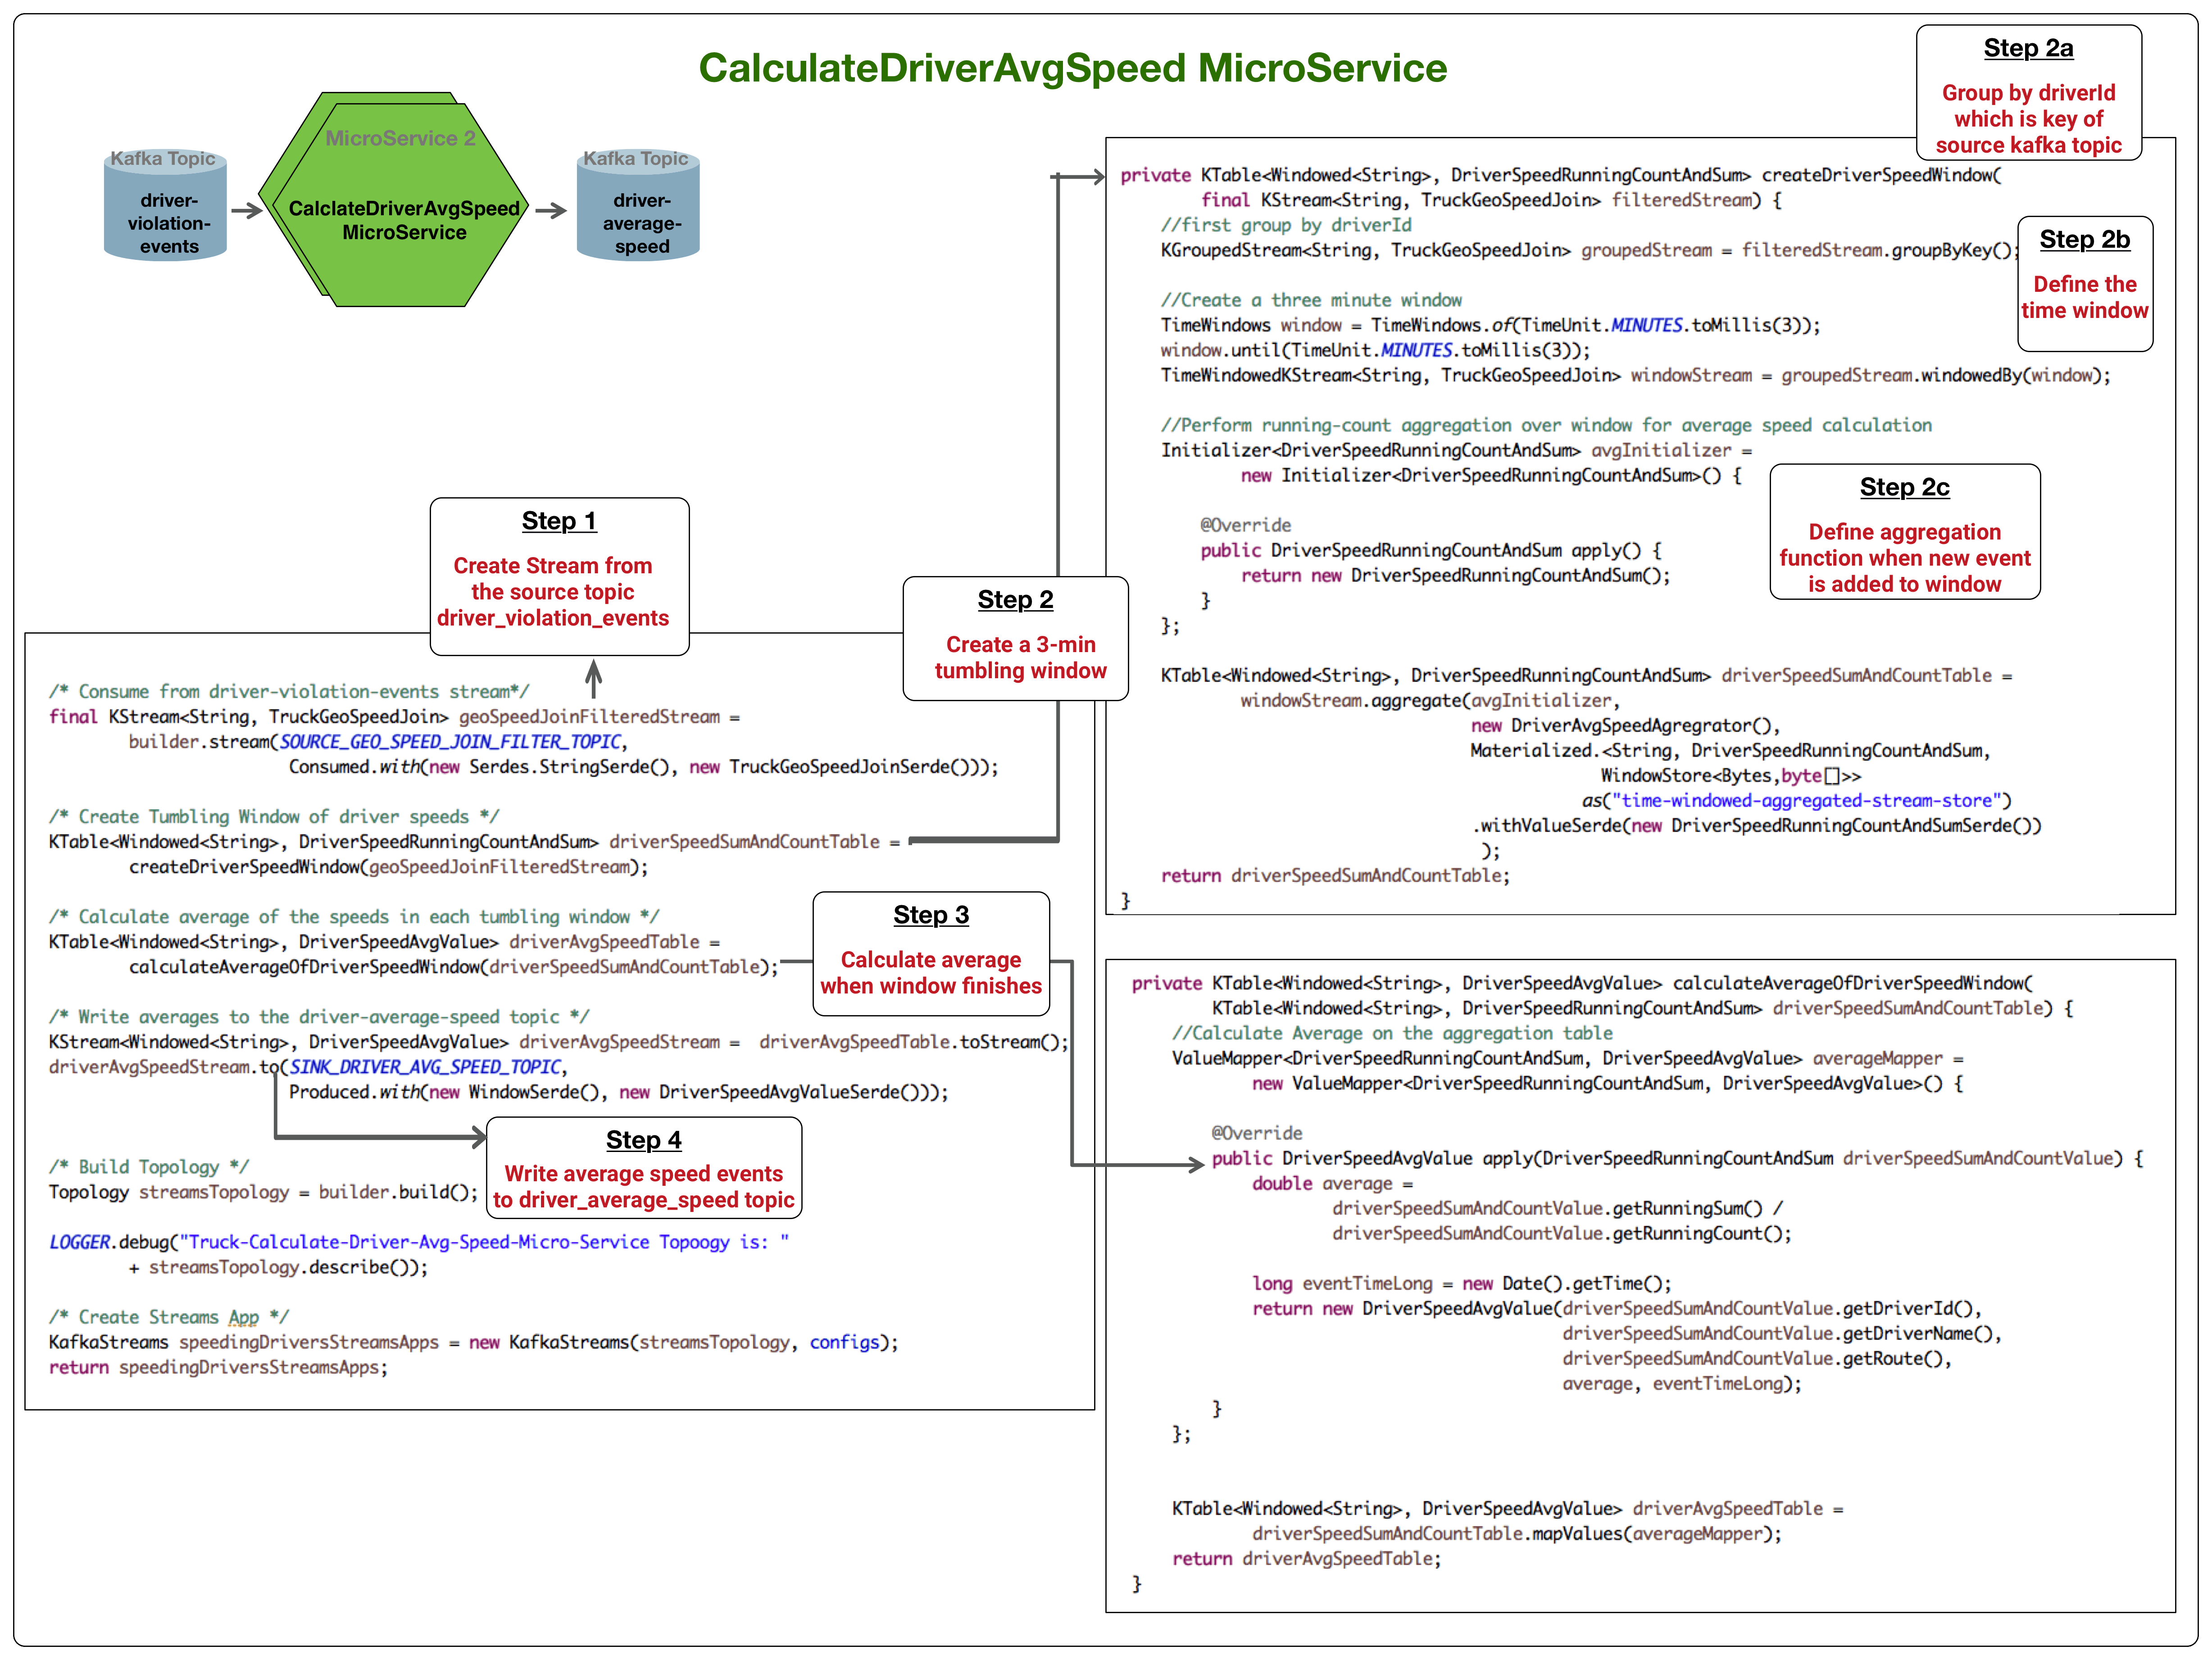 CalculateDriverAvgSpeed MicroService
Kafka Topic
driver-
violation-
events
MicroService 2
CalclateDriverAvgSpeed
MicroService
Kafka Topic
driver-
average-
speed
Step 1
Create Stream from
the source topic
driver_violation_events
/* Consume from driver-violation-events stream*/
final KStream<String, TruckGeoSpeedJoin> geoSpeedJoinFilteredStream =
builder.stream(SOURCE_GEO_SPEED_JOIN_FILTER_TOPIC,
Consumed.with(new Serdes.StringSerde(), new TruckGeoSpeedJoinSerde()));
/* Create Tumbling Window of driver speeds */
KTable<Windowed<String>, DriverSpeedRunningCountAndSum> driverSpeedSumAndCountTable =
createDriverSpeedWindow(geoSpeedJoinFilteredStream);
/* Calculate average of the speeds in each tumbling window */
KTable<Windowed<String>, DriverSpeedAvgValue> driverAvgSpeedTable =
calculateAverageOfDriverSpeedWindow(driverSpeedSumAndCountTable);
/* Write averages to the driver-average-speed topic */
KStream<Windowed<String>, DriverSpeedAvgValue> driverAvgSpeedStream =  driverAvgSpeedTable.toStream();
driverAvgSpeedStream.to(SINK_DRIVER_AVG_SPEED_TOPIC,
Produced.with(new WindowSerde(), new DriverSpeedAvgValueSerde()));
/* Build Topology */
Topology streamsTopology = builder.build();
LOGGER.debug("Truck-Calculate-Driver-Avg-Speed-Micro-Service Topoogy is: "
+ streamsTopology.describe());
/* Create Streams App */
KafkaStreams speedingDriversStreamsApps = new KafkaStreams(streamsTopology, configs);
return speedingDriversStreamsApps;
Step 2
Create a 3-min
tumbling window
Step 3
Calculate average
when window finishes
Step 4
Write average speed events
to driver_average_speed topic
Step 2a
Group by driverId
which is key of
source kafka topic
private KTable<Windowed<String>, DriverSpeedRunningCountAndSum> createDriverSpeedWindow(
final KStream<String, TruckGeoSpeedJoin> filteredStream) {
//first group by driverId
KGroupedStream<String, TruckGeoSpeedJoin> groupedStream = filteredStream.groupByKey();
Step 2b
Define the
time window
//Create a three minute window
TimeWindows window = TimeWindows.of(TimeUnit.MINUTES.toMillis(3));
window.until(TimeUnit.MINUTES.toMillis(3));
TimeWindowedKStream<String, TruckGeoSpeedJoin> windowStream = groupedStream.windowedBy(window);
//Perform running-count aggregation over window for average speed calculation
Initializer<DriverSpeedRunningCountAndSum> avgInitializer =
new Initializer<DriverSpeedRunningCountAndSum>() {
Step 2c
Define aggregation
function when new event
is added to window
@Override
public DriverSpeedRunningCountAndSum apply() {
return new DriverSpeedRunningCountAndSum();
}
};
KTable<Windowed<String>, DriverSpeedRunningCountAndSum> driverSpeedSumAndCountTable =
windowStream.aggregate(avgInitializer,
new DriverAvgSpeedAgregrator(),
Materialized.<String, DriverSpeedRunningCountAndSum,
WindowStore<Bytes,byte[]>>
as("time-windowed-aggregated-stream-store")
.withValueSerde(new DriverSpeedRunningCountAndSumSerde())
);
return driverSpeedSumAndCountTable;
}
private KTable<Windowed<String>, DriverSpeedAvgValue> calculateAverageOfDriverSpeedWindow(
KTable<Windowed<String>, DriverSpeedRunningCountAndSum> driverSpeedSumAndCountTable) {
//Calculate Average on the aggregation table
ValueMapper<DriverSpeedRunningCountAndSum, DriverSpeedAvgValue> averageMapper =
new ValueMapper<DriverSpeedRunningCountAndSum, DriverSpeedAvgValue>() {
@Override
public DriverSpeedAvgValue apply(DriverSpeedRunningCountAndSum driverSpeedSumAndCountValue) {
double average =
driverSpeedSumAndCountValue.getRunningSum() /
driverSpeedSumAndCountValue.getRunningCount();
long eventTimeLong = new Date().getTime();
return new DriverSpeedAvgValue(driverSpeedSumAndCountValue.getDriverId(),
driverSpeedSumAndCountValue.getDriverName(),
driverSpeedSumAndCountValue.getRoute(),
average, eventTimeLong);
}
};
KTable<Windowed<String>, DriverSpeedAvgValue> driverAvgSpeedTable =
driverSpeedSumAndCountTable.mapValues(averageMapper);
return driverAvgSpeedTable;
}